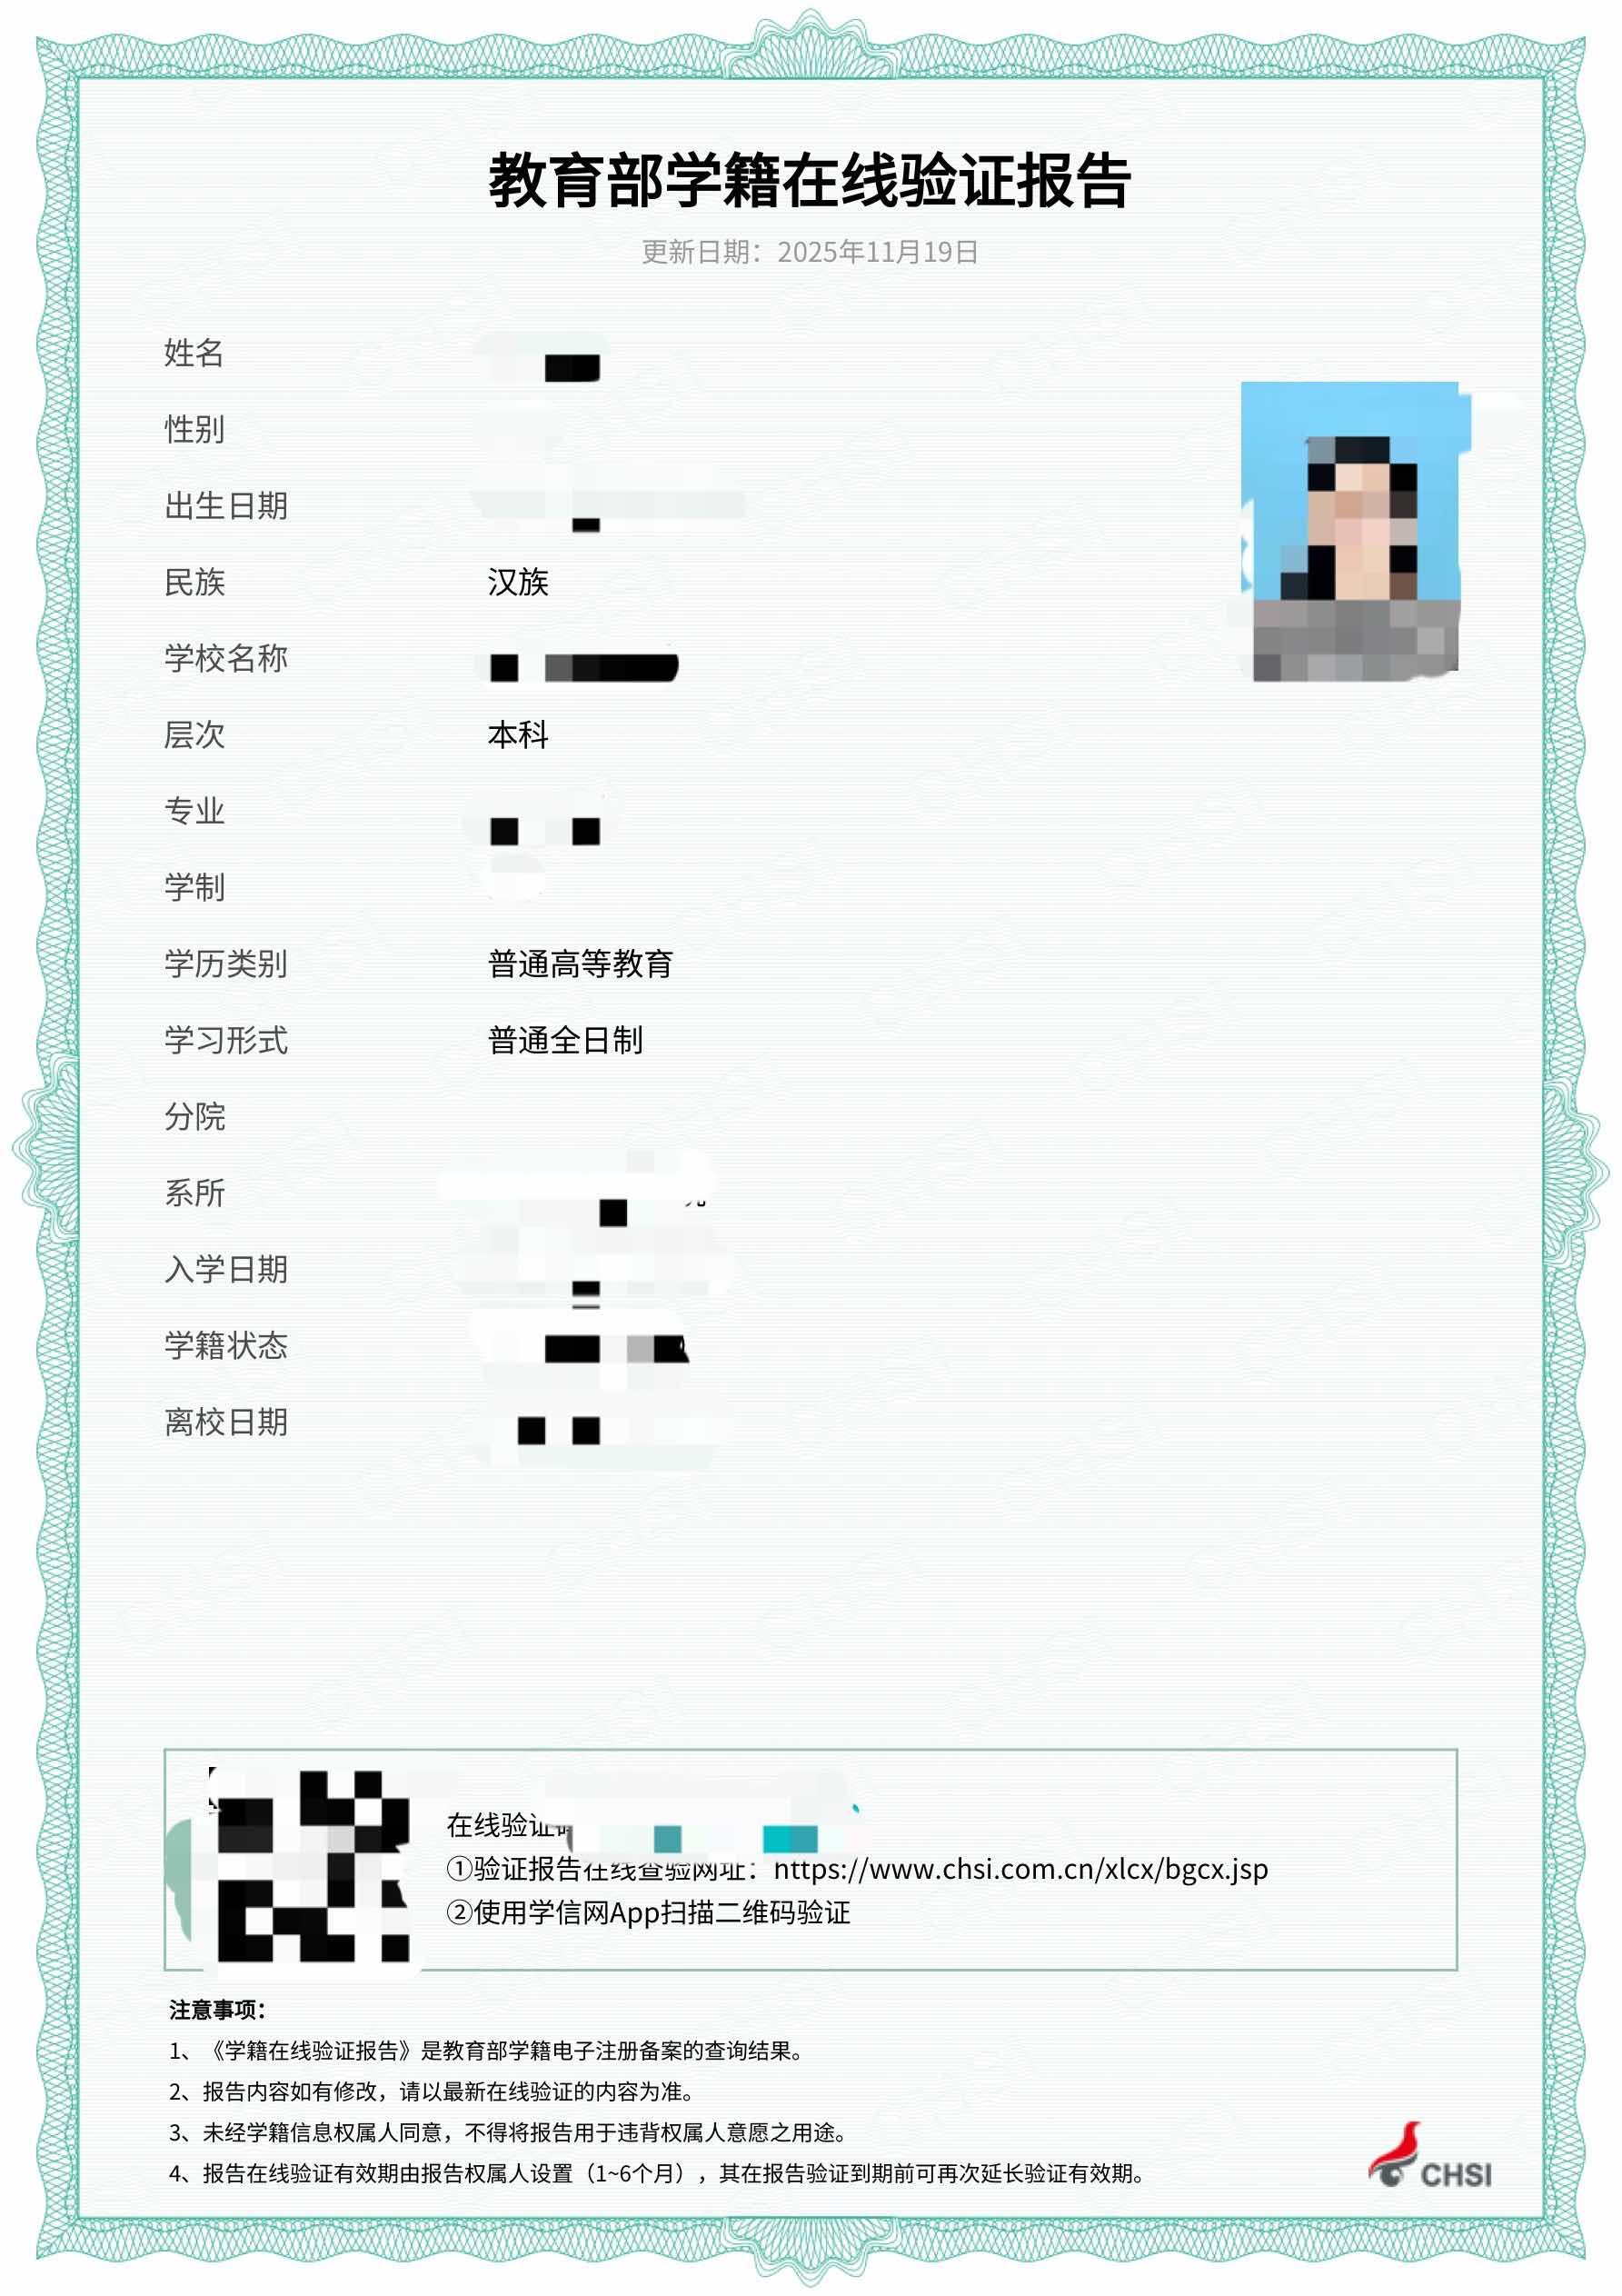 教育部学籍在线验证报告
更新日期：2025年11月19日
姓名
性别
出生日期
民族 汉族
学校名称
层次 本科
专业
学制
学历类别 普通高等教育
学习形式 普通全日制
分院
系所
入学日期
学籍状态
离校日期
在线验证
①验证报告在线查验网址：https://www.chsi.com.cn/xlcx/bgcx.jsp
②使用学信网App扫描二维码验证
注意事项：
1、《学籍在线验证报告》是教育部学籍电子注册备案的查询结果。
2、报告内容如有修改，请以最新在线验证的内容为准。
3、未经学籍信息权属人同意，不得将报告用于违背权属人意愿之用途。
4、报告在线验证有效期由报告权属人设置（1~6个月），其在报告验证到期前可再次延长验证有效期。
CHSI